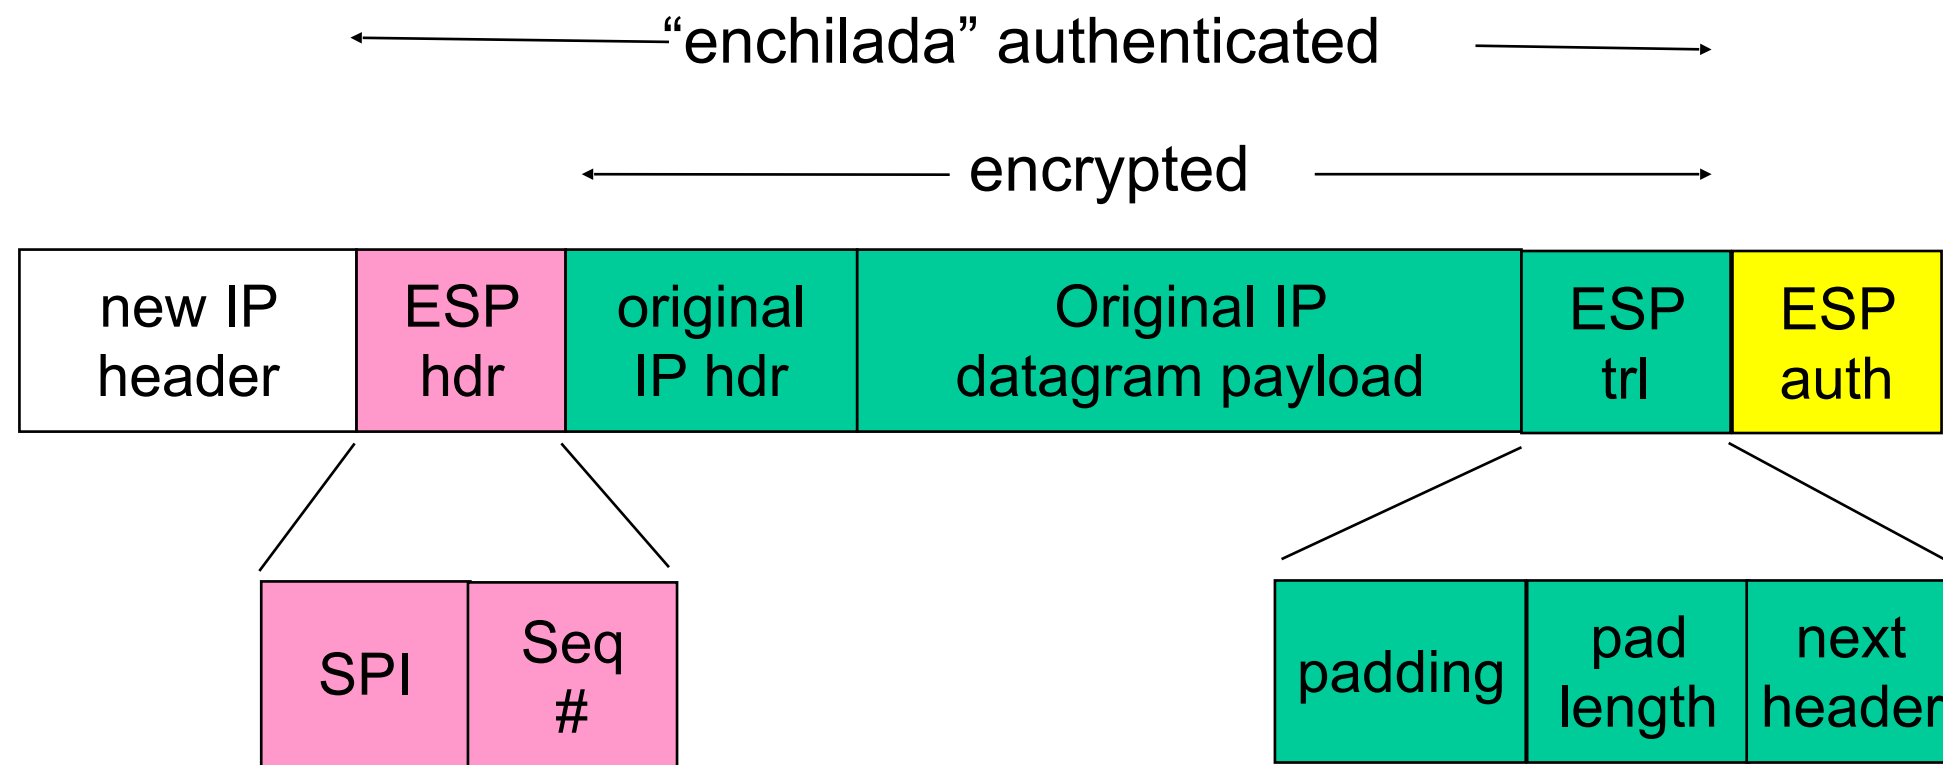 “enchilada” authenticated
encrypted
new IP
header
ESP
hdr
original
IP hdr
Original IP
datagram payload
ESP
trl
ESP
auth
SPI
Seq
#
padding
pad
length
next
header